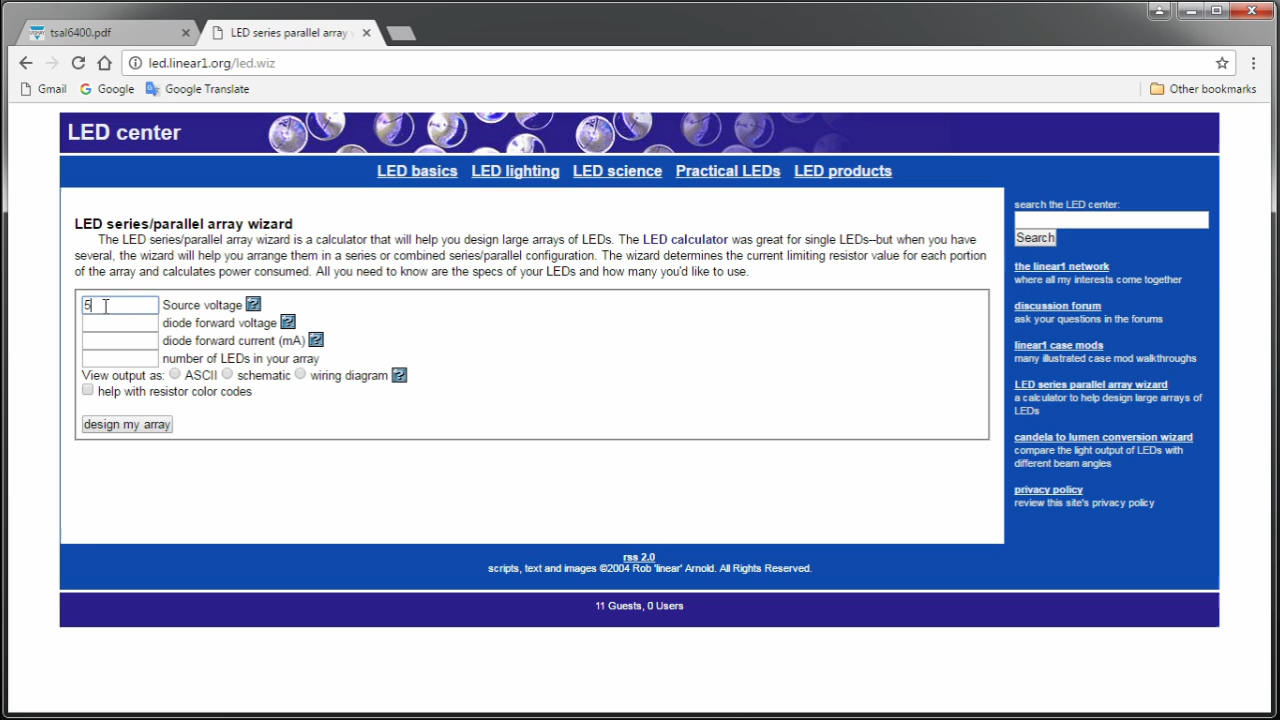 tsal6400.pdf
LED series parallel array
led.linear1.org/led.wiz
Gmail
Google
Google Translate
Other bookmarks
LED center
LED basics LED lighting LED science Practical LEDs LED products
LED series/parallel array wizard
The LED series/parallel array wizard is a calculator that will help you design large arrays of LEDs. The LED calculator was great for single LEDs--but when you have
several, the wizard will help you arrange them in a series or combined series/parallel configuration. The wizard determines the current limiting resistor value for each portion
of the array and calculates power consumed. All you need to know are the specs of your LEDs and how many you'd like to use.
5 Source voltage ?
diode forward voltage ?
diode forward current (mA) ?
number of LEDs in your array
View output as: ASCII schematic wiring diagram ?
help with resistor color codes
design my array
search the LED center:
Search
the linear1 network
where all my interests come together
discussion forum
ask your questions in the forums
linear1 case mods
many illustrated case mod walkthroughs
LED series parallel array wizard
a calculator to help design large arrays of
LEDs
candela to lumen conversion wizard
compare the light output of LEDs with
different beam angles
privacy policy
review this site's privacy policy
rss 2.0
scripts, text and images ©2004 Rob 'linear' Arnold. All Rights Reserved.
11 Guests, 0 Users